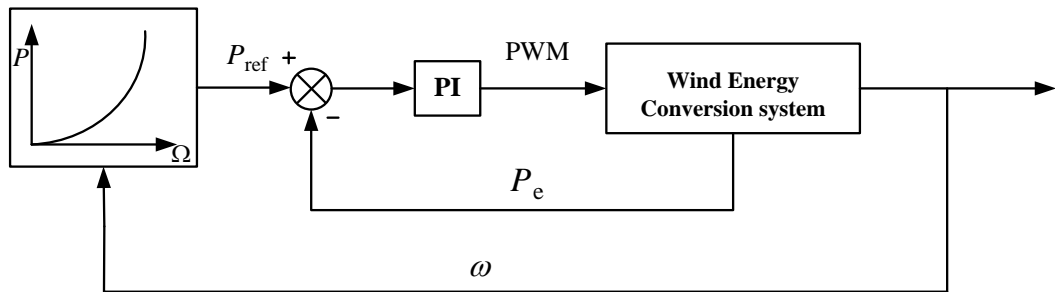 P
Ω
P_ref
+
−
PI
PWM
Wind Energy
Conversion system
P_e
ω